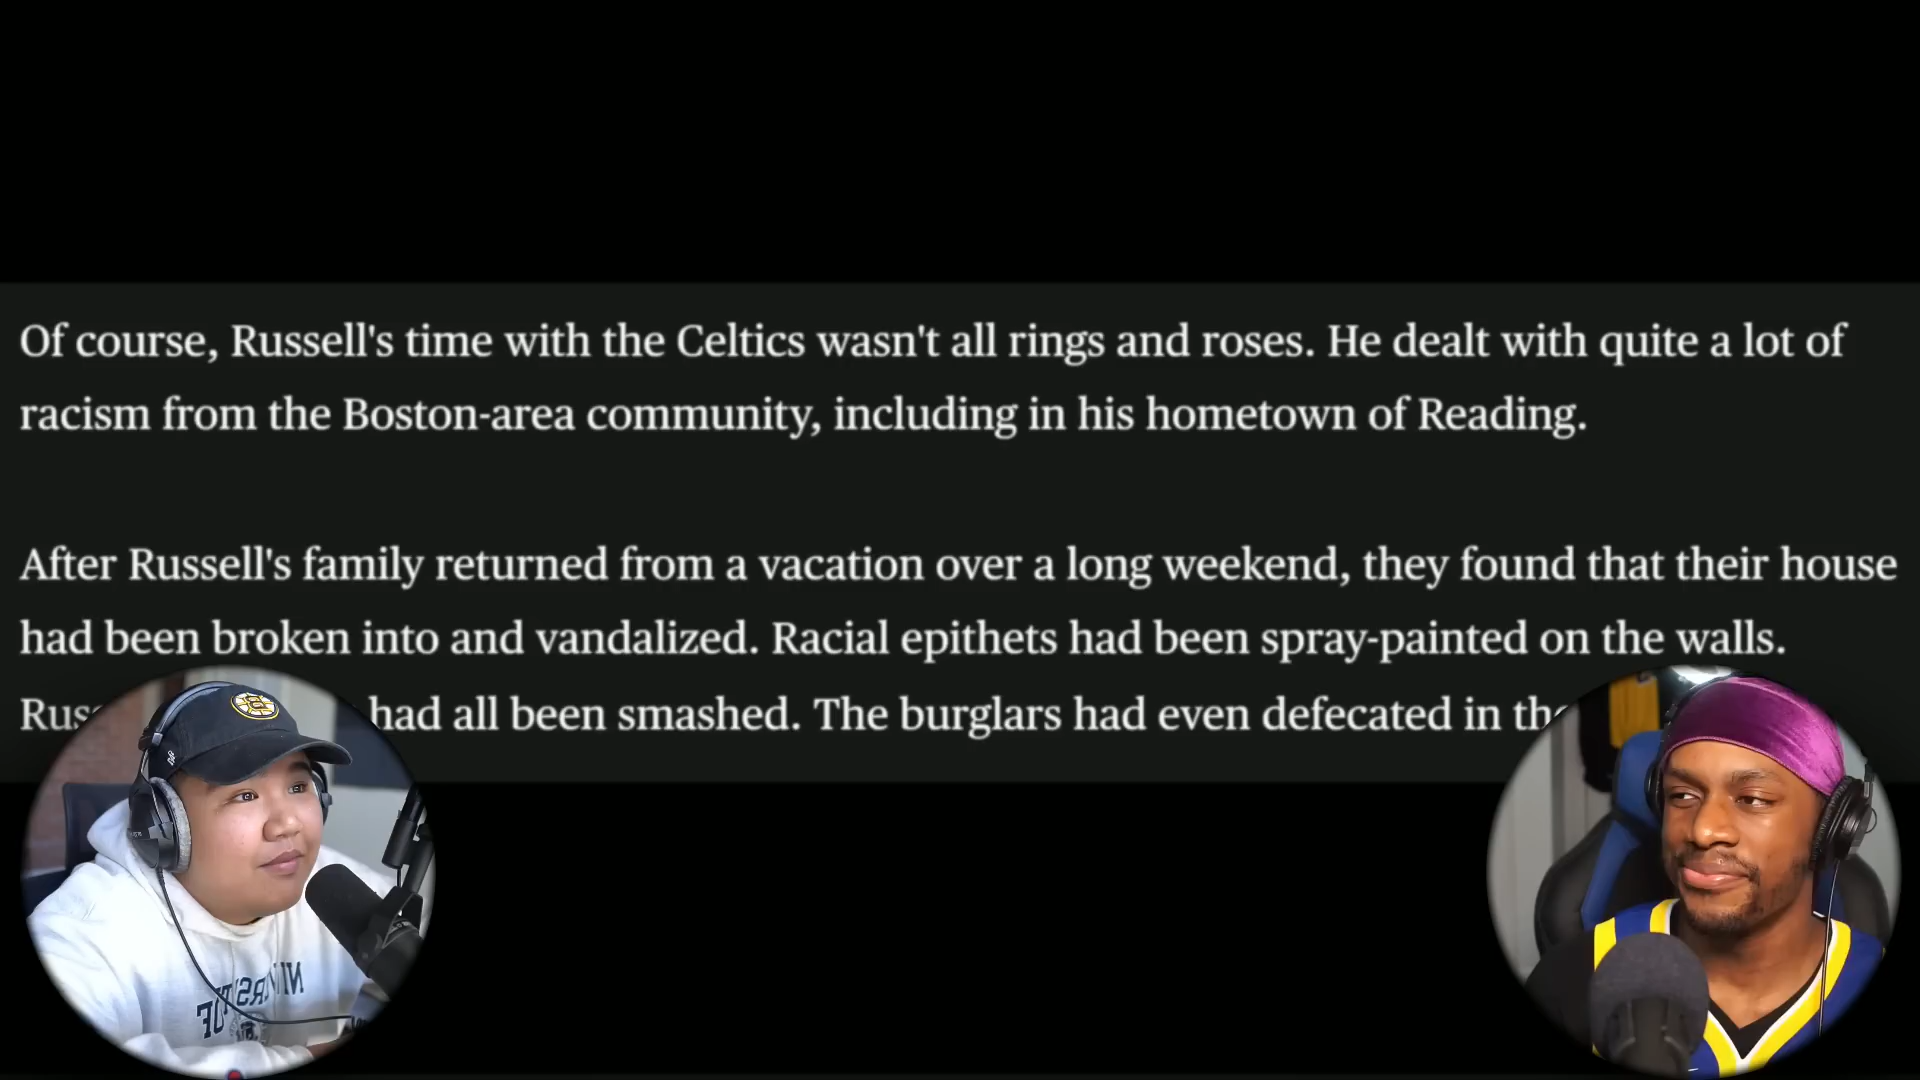 Of course, Russell's time with the Celtics wasn't all rings and roses. He dealt with quite a lot of
racism from the Boston-area community, including in his hometown of Reading.
After Russell's family returned from a vacation over a long weekend, they found that their house
had been broken into and vandalized. Racial epithets had been spray-painted on the walls.
had all been smashed. The burglars had even defecated in